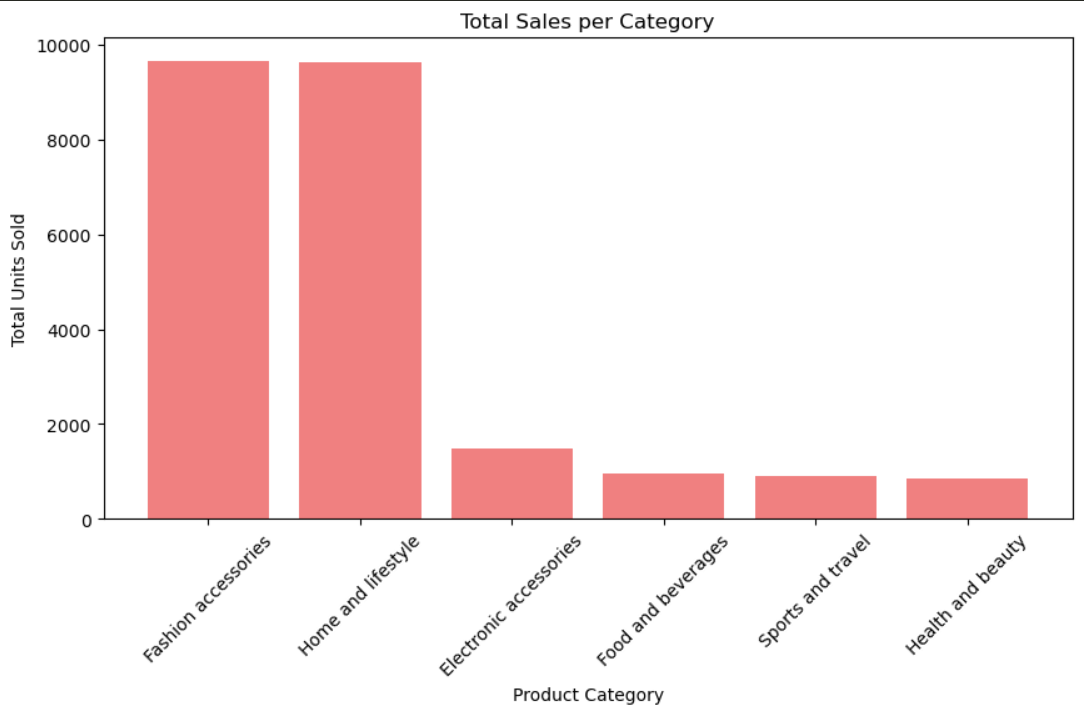 Total Sales per Category
Total Units Sold
10000
8000
6000
4000
2000
0
Fashion accessories
Home and lifestyle
Electronic accessories
Food and beverages
Sports and travel
Health and beauty
Product Category